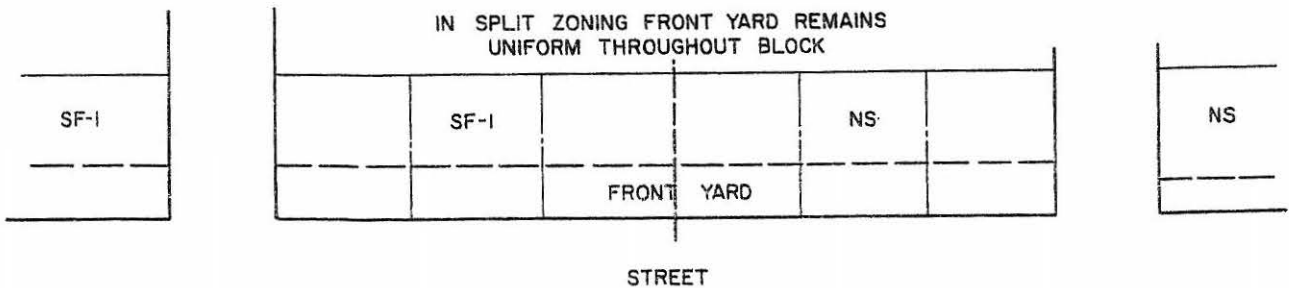 IN SPLIT ZONING FRONT YARD REMAINS
UNIFORM THROUGHOUT BLOCK
SF-1
SF-1
NS
NS
FRONT YARD
STREET